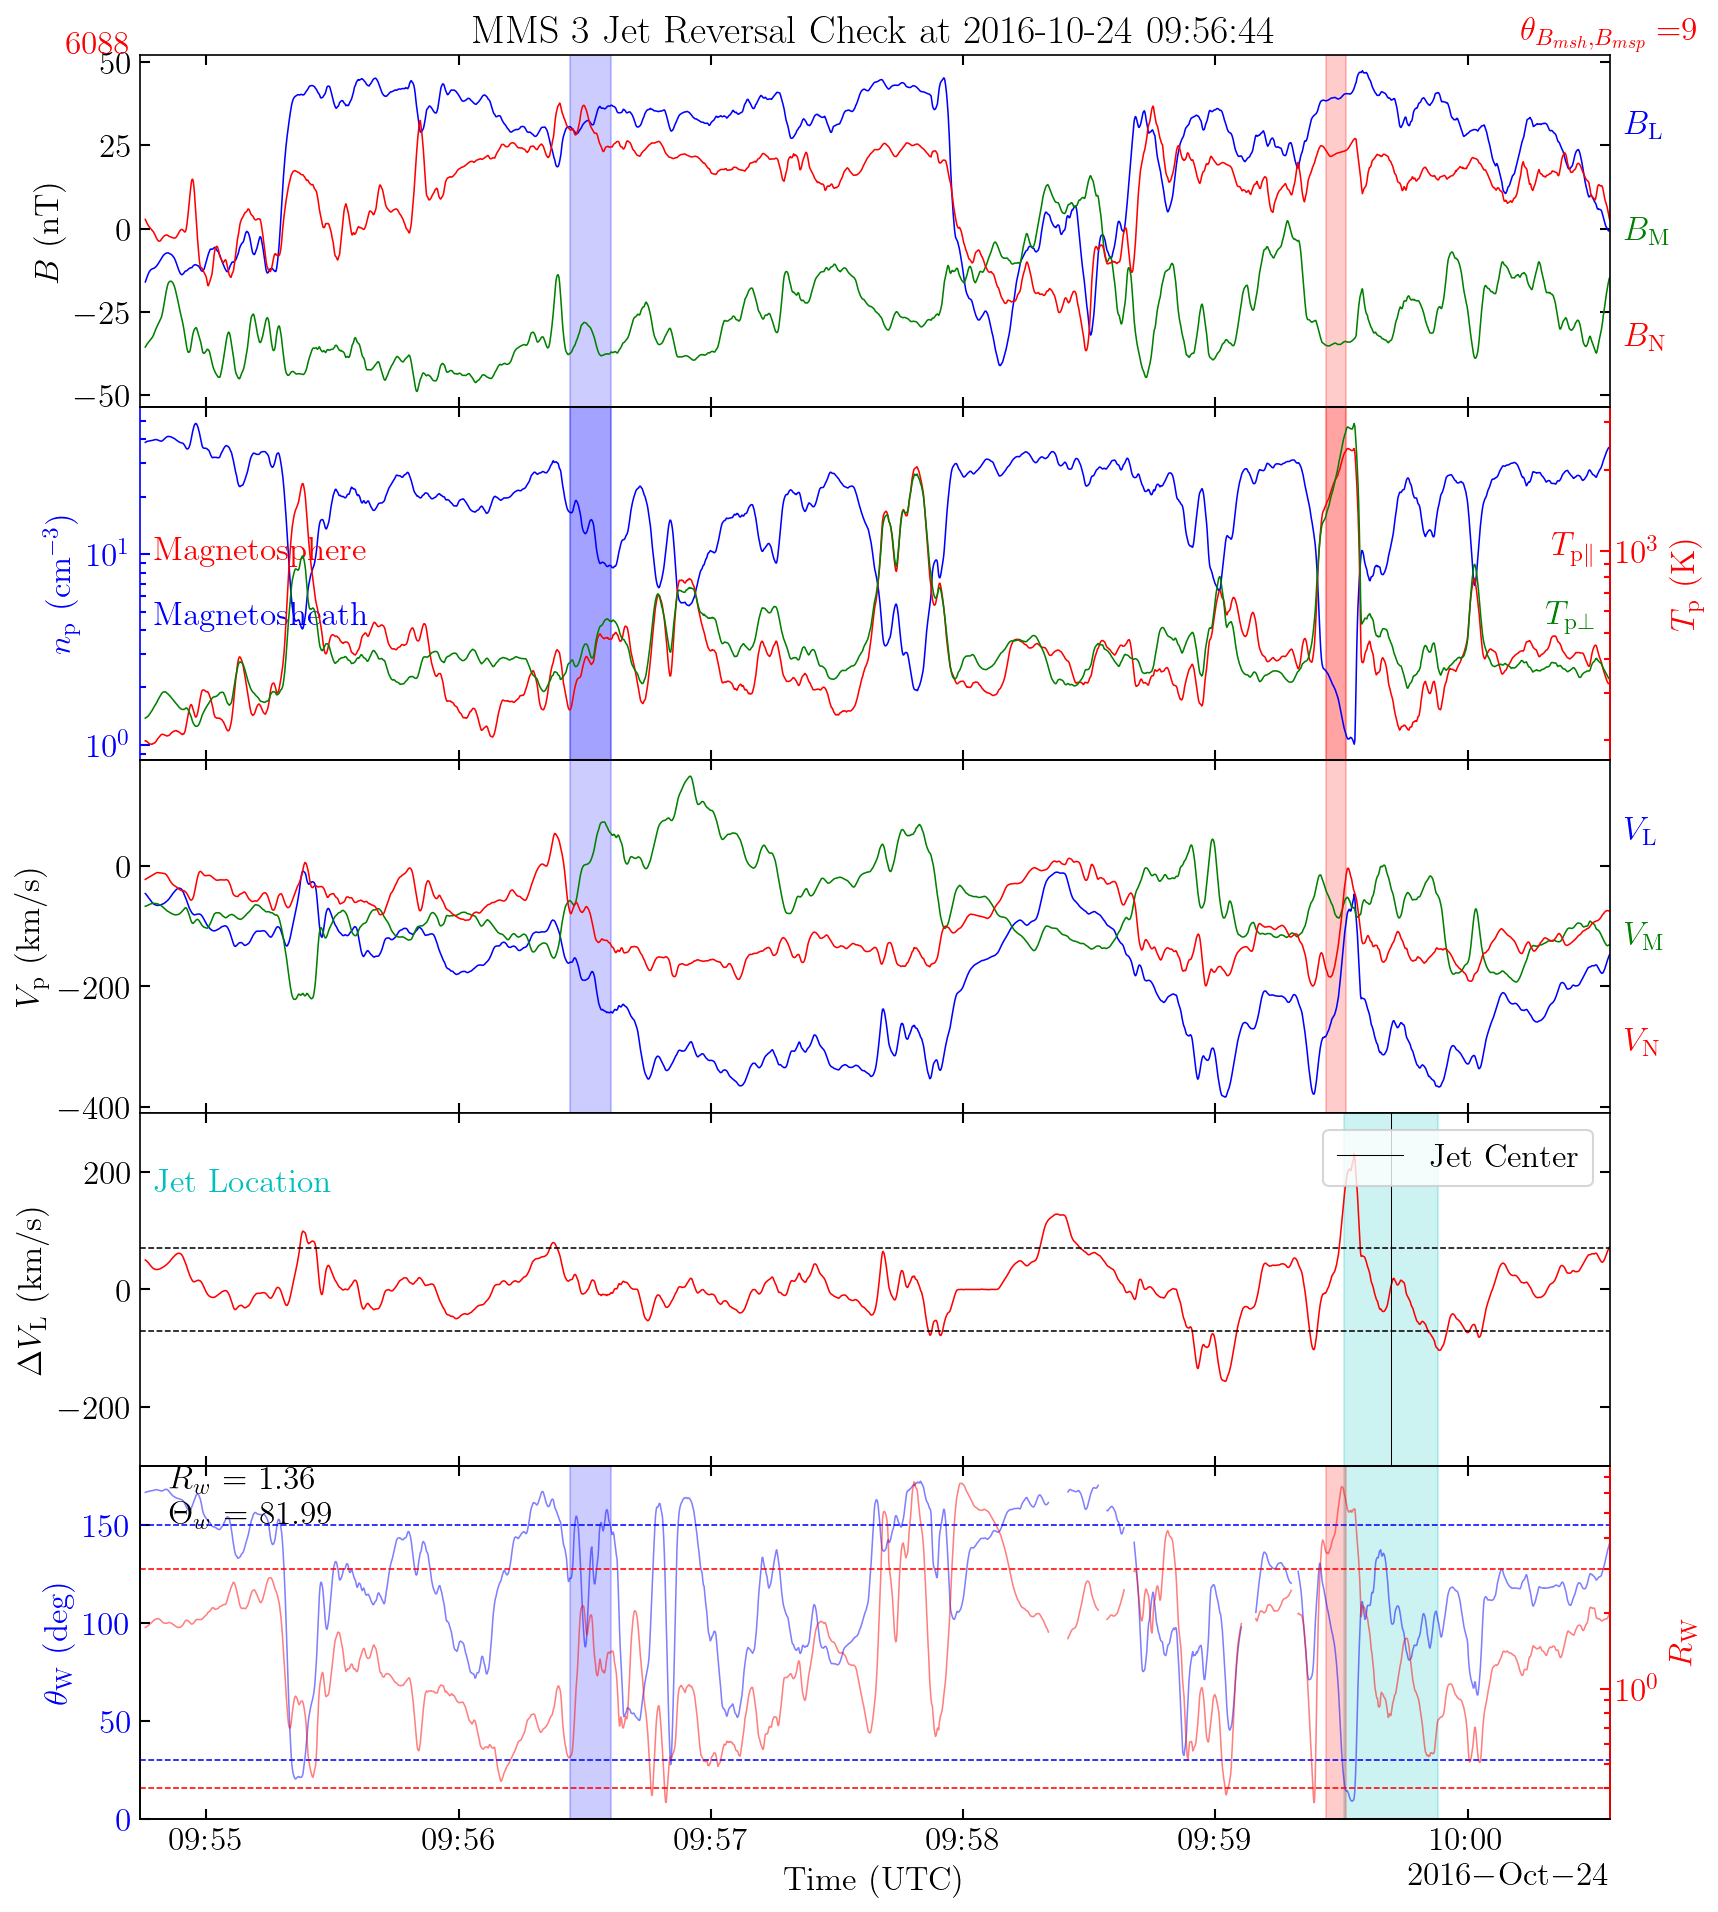 MMS 3 Jet Reversal Check at 2016-10-24 09:56:44
6088
θ_{B_{msh},B_{msp}} =9
50
25
0
−25
−50
B (nT)
B_L
B_M
B_N
10^1
10^0
n_p (cm^{−3})
Magnetosphere
Magnetosheath
T_{p∥}
T_{p⊥}
10^3
T_p (K)
0
−200
−400
V_p (km/s)
V_L
V_M
V_N
200
0
−200
ΔV_L (km/s)
Jet Location
Jet Center
R_w = 1.36
Θ_w = 81.99
150
100
50
0
θ_W (deg)
10^0
R_W
09:55 09:56 09:57 09:58 09:59 10:00
Time (UTC)
2016−Oct−24